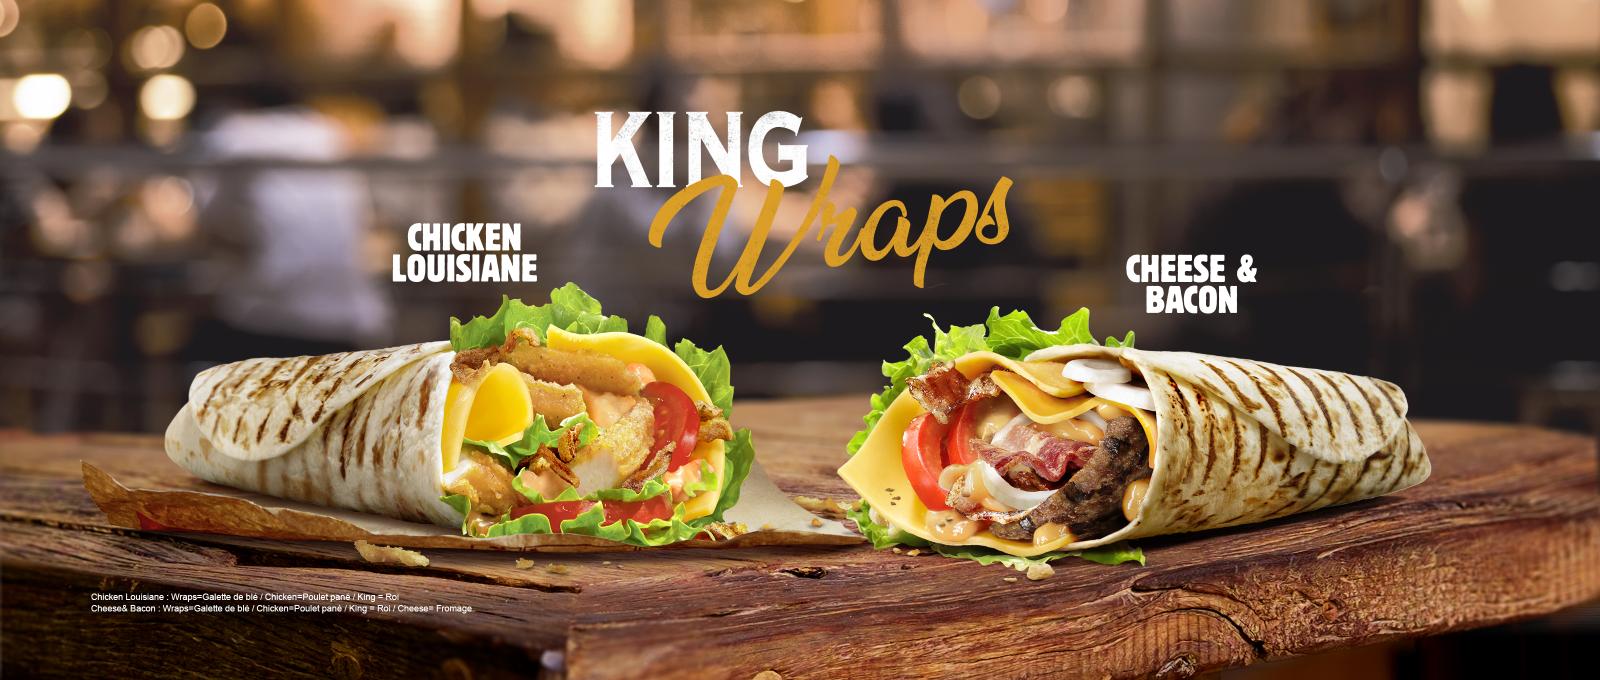 KING
Wraps
CHICKEN
LOUISIANE
CHEESE &
BACON
Chicken Louisiane : Wraps=Galette de blé / Chicken=Poulet pané / King = Roi
Cheese& Bacon : Wraps=Galette de blé / Chicken=Poulet pané / King = Roi / Cheese= Fromage